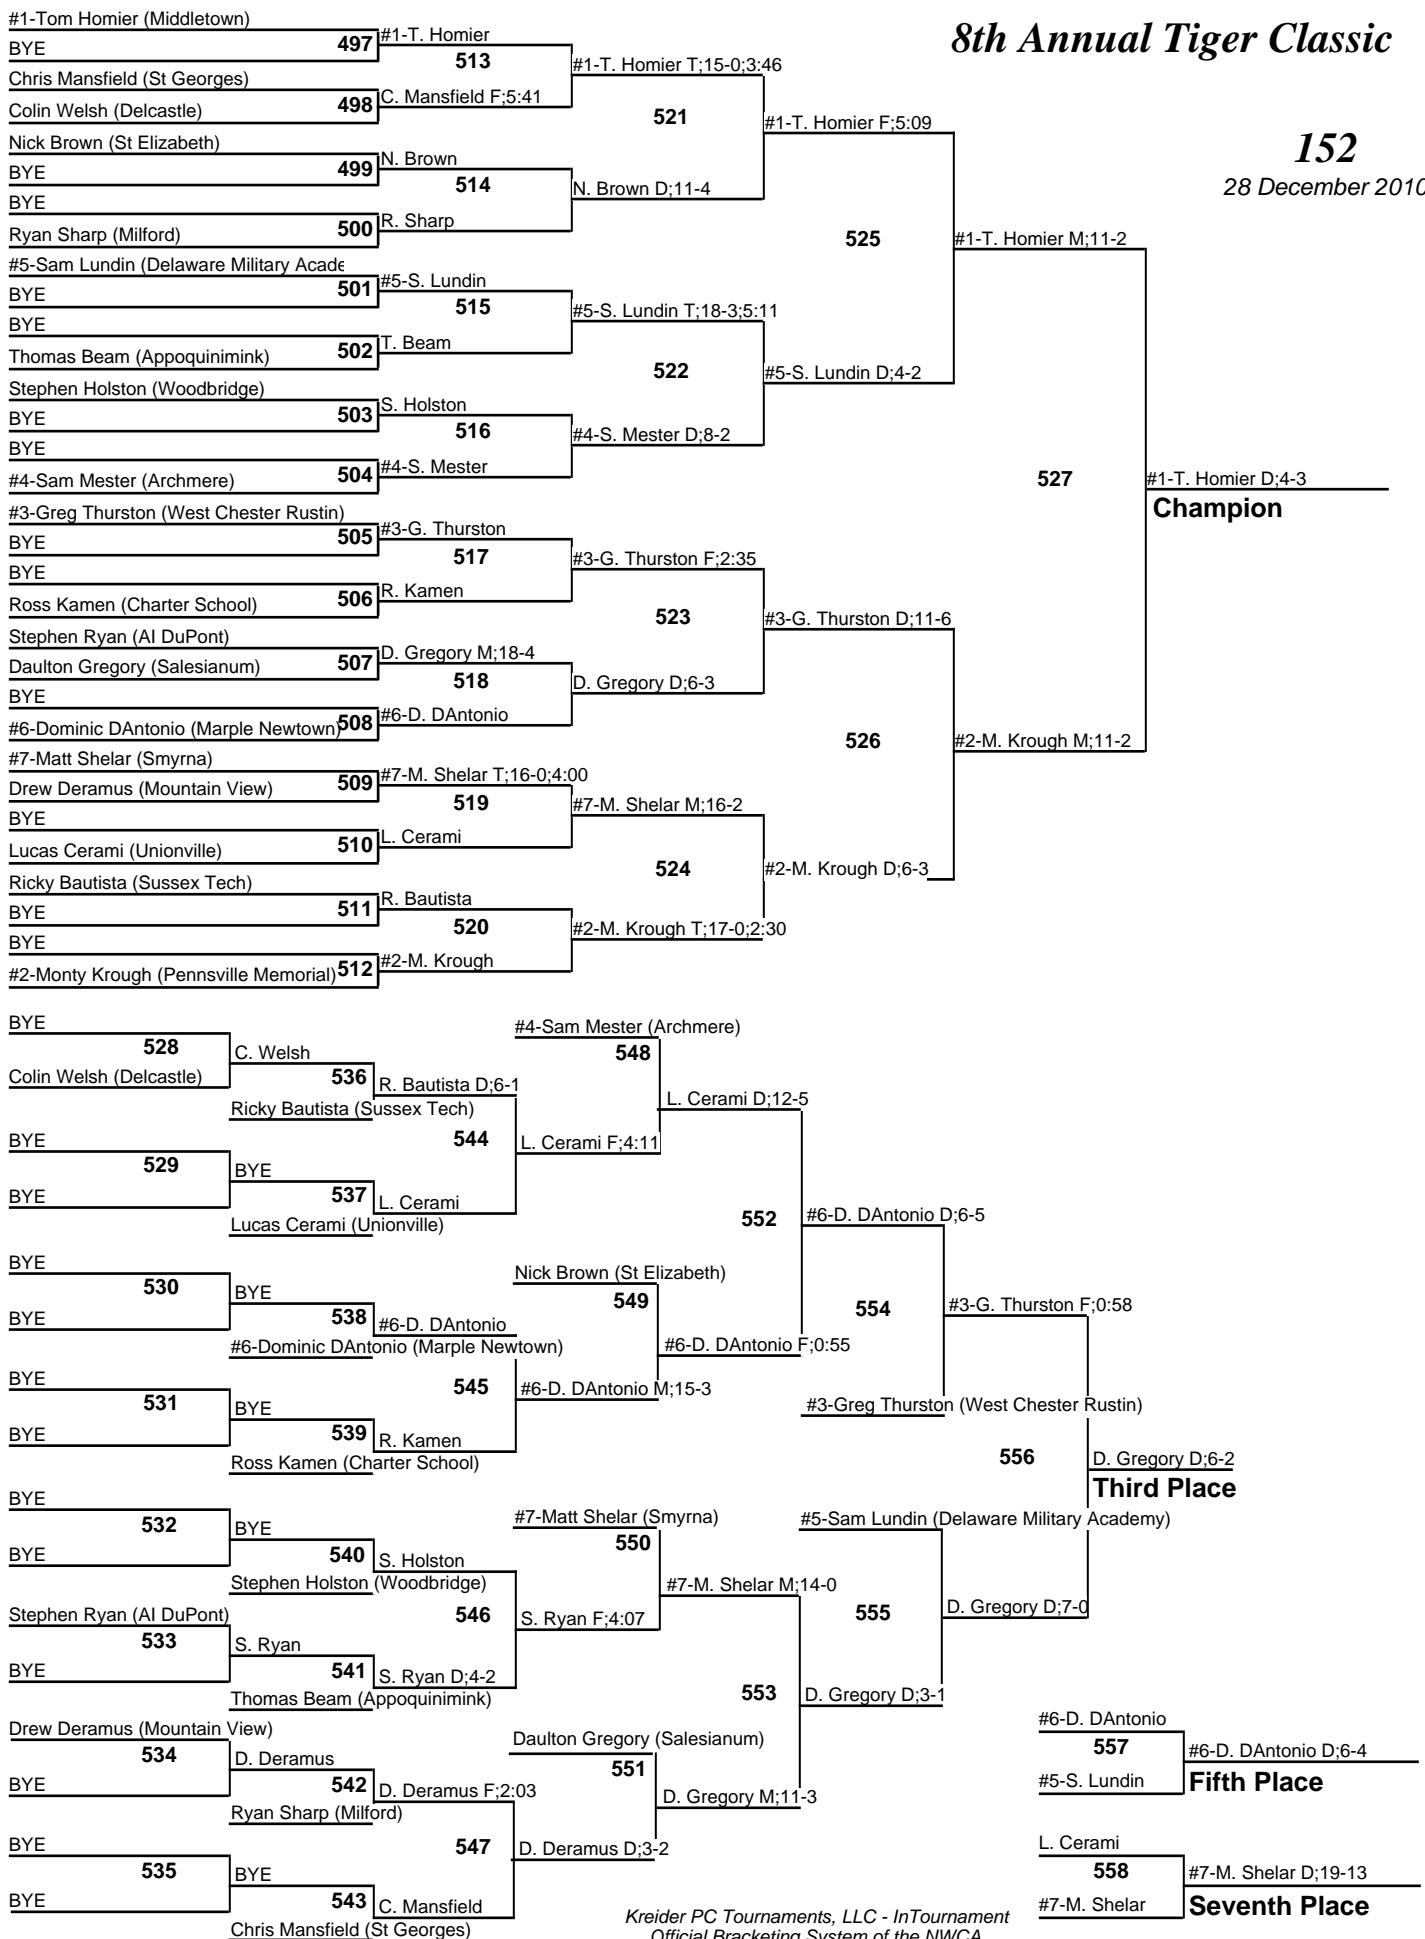 8th Annual Tiger Classic
152
28 December 2010
#1-Tom Homier (Middletown)
BYE
497
Chris Mansfield (St Georges)
Colin Welsh (Delcastle)
498
Nick Brown (St Elizabeth)
BYE
499
BYE
Ryan Sharp (Milford)
500
#5-Sam Lundin (Delaware Military Acade
BYE
501
BYE
Thomas Beam (Appoquinimink)
502
Stephen Holston (Woodbridge)
BYE
503
BYE
#4-Sam Mester (Archmere)
504
#3-Greg Thurston (West Chester Rustin)
BYE
505
BYE
Ross Kamen (Charter School)
506
Stephen Ryan (AI DuPont)
Daulton Gregory (Salesianum)
507
BYE
#6-Dominic DAntonio (Marple Newtown)
508
#7-Matt Shelar (Smyrna)
Drew Deramus (Mountain View)
509
BYE
Lucas Cerami (Unionville)
510
Ricky Bautista (Sussex Tech)
BYE
511
BYE
#2-Monty Krough (Pennsville Memorial)
512
#1-T. Homier
513
C. Mansfield F;5:41
N. Brown
514
R. Sharp
#5-S. Lundin
515
T. Beam
S. Holston
516
#4-S. Mester
#3-G. Thurston
517
R. Kamen
D. Gregory M;18-4
518
#6-D. DAntonio
#7-M. Shelar T;16-0;4:00
519
L. Cerami
R. Bautista
520
#2-M. Krough
#1-T. Homier T;15-0;3:46
521
N. Brown D;11-4
#5-S. Lundin T;18-3;5:11
522
#4-S. Mester D;8-2
#3-G. Thurston F;2:35
523
D. Gregory D;6-3
#7-M. Shelar M;16-2
524
#2-M. Krough T;17-0;2:30
#1-T. Homier F;5:09
525
#5-S. Lundin D;4-2
#3-G. Thurston D;11-6
526
#2-M. Krough D;6-3
#1-T. Homier M;11-2
527
#2-M. Krough M;11-2
#1-T. Homier D;4-3
Champion
BYE
528
Colin Welsh (Delcastle)
BYE
529
BYE
BYE
530
BYE
BYE
531
BYE
BYE
532
BYE
Stephen Ryan (AI DuPont)
533
BYE
Drew Deramus (Mountain View)
534
BYE
BYE
535
BYE
C. Welsh
536
Ricky Bautista (Sussex Tech)
BYE
537
Lucas Cerami (Unionville)
BYE
538
#6-Dominic DAntonio (Marple Newtown)
BYE
539
Ross Kamen (Charter School)
BYE
540
Stephen Holston (Woodbridge)
S. Ryan
541
Thomas Beam (Appoquinimink)
D. Deramus
542
Ryan Sharp (Milford)
BYE
543
Chris Mansfield (St Georges)
R. Bautista D;6-1
544
L. Cerami
#6-D. DAntonio
545
R. Kamen
S. Holston
546
S. Ryan D;4-2
D. Deramus F;2:03
547
C. Mansfield
#4-Sam Mester (Archmere)
548
L. Cerami F;4:11
Nick Brown (St Elizabeth)
549
#6-D. DAntonio M;15-3
#7-Matt Shelar (Smyrna)
550
S. Ryan F;4:07
Daulton Gregory (Salesianum)
551
D. Deramus D;3-2
L. Cerami D;12-5
552
#6-D. DAntonio F;0:55
#7-M. Shelar M;14-0
553
D. Gregory M;11-3
#6-D. DAntonio D;6-5
554
#3-Greg Thurston (West Chester Rustin)
#5-Sam Lundin (Delaware Military Academy)
555
D. Gregory D;3-1
#3-G. Thurston F;0:58
556
D. Gregory D;7-0
D. Gregory D;6-2
Third Place
#6-D. DAntonio
557
#5-S. Lundin
#6-D. DAntonio D;6-4
Fifth Place
L. Cerami
558
#7-M. Shelar
#7-M. Shelar D;19-13
Seventh Place
Kreider PC Tournaments, LLC - InTournament
Official Bracketing System of the NWCA